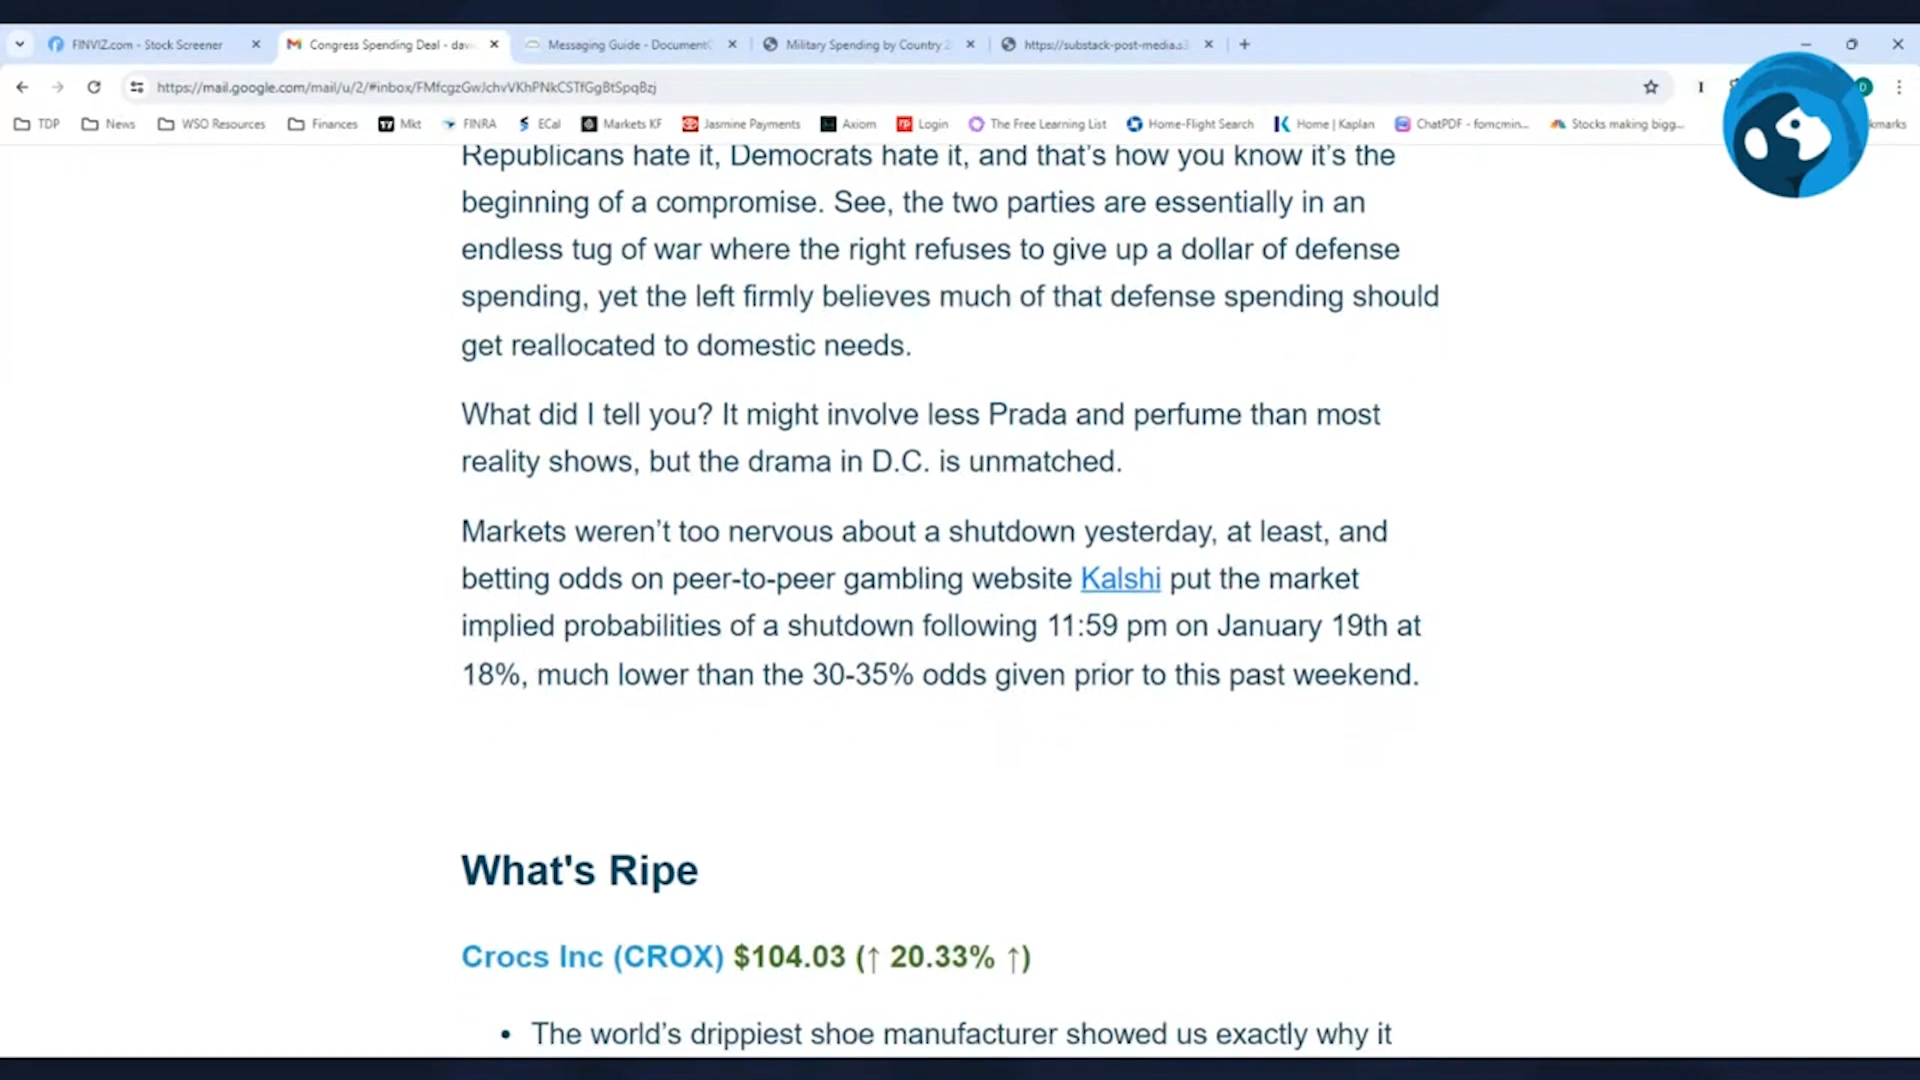 FINVIZ.com - Stock Screener
Congress Spending Deal - dav
Messaging Guide - Document
Military Spending by Country 2
https://substack-post-media.s3
https://mail.google.com/mail/u/2/#inbox/FMfcgzGwJchvVKhPNkCSTfGgBtSpqBzj
TDP
News
WSO Resources
Finances
Mkt
FINRA
ECal
Markets KF
Jasmine Payments
Axiom
Login
The Free Learning List
Home-Flight Search
Home | Kaplan
ChatPDF - fomcmin...
Stocks making bigg...
kmarks
Republicans hate it, Democrats hate it, and that's how you know it's the
beginning of a compromise. See, the two parties are essentially in an
endless tug of war where the right refuses to give up a dollar of defense
spending, yet the left firmly believes much of that defense spending should
get reallocated to domestic needs.
What did I tell you? It might involve less Prada and perfume than most
reality shows, but the drama in D.C. is unmatched.
Markets weren't too nervous about a shutdown yesterday, at least, and
betting odds on peer-to-peer gambling website Kalshi put the market
implied probabilities of a shutdown following 11:59 pm on January 19th at
18%, much lower than the 30-35% odds given prior to this past weekend.
What's Ripe
Crocs Inc (CROX) $104.03 (↑ 20.33% ↑)
• The world's drippiest shoe manufacturer showed us exactly why it